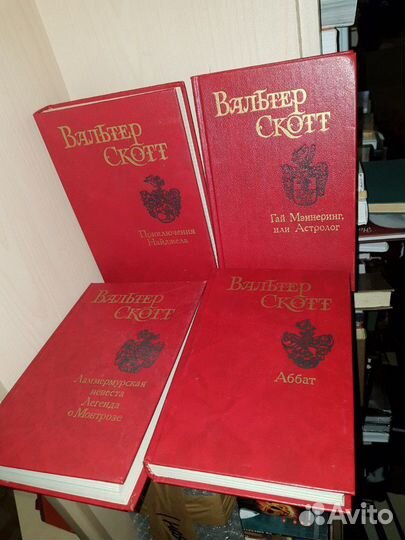 Вальтер
Скотт
Приключения
Найджела
Вальтер
Скотт
Гай Мэннеринг,
или Астролог
Вальтер
Скотт
Ламмермурская
невеста
Легенда
о Монтрозе
Вальтер
Скотт
Аббат
Avito